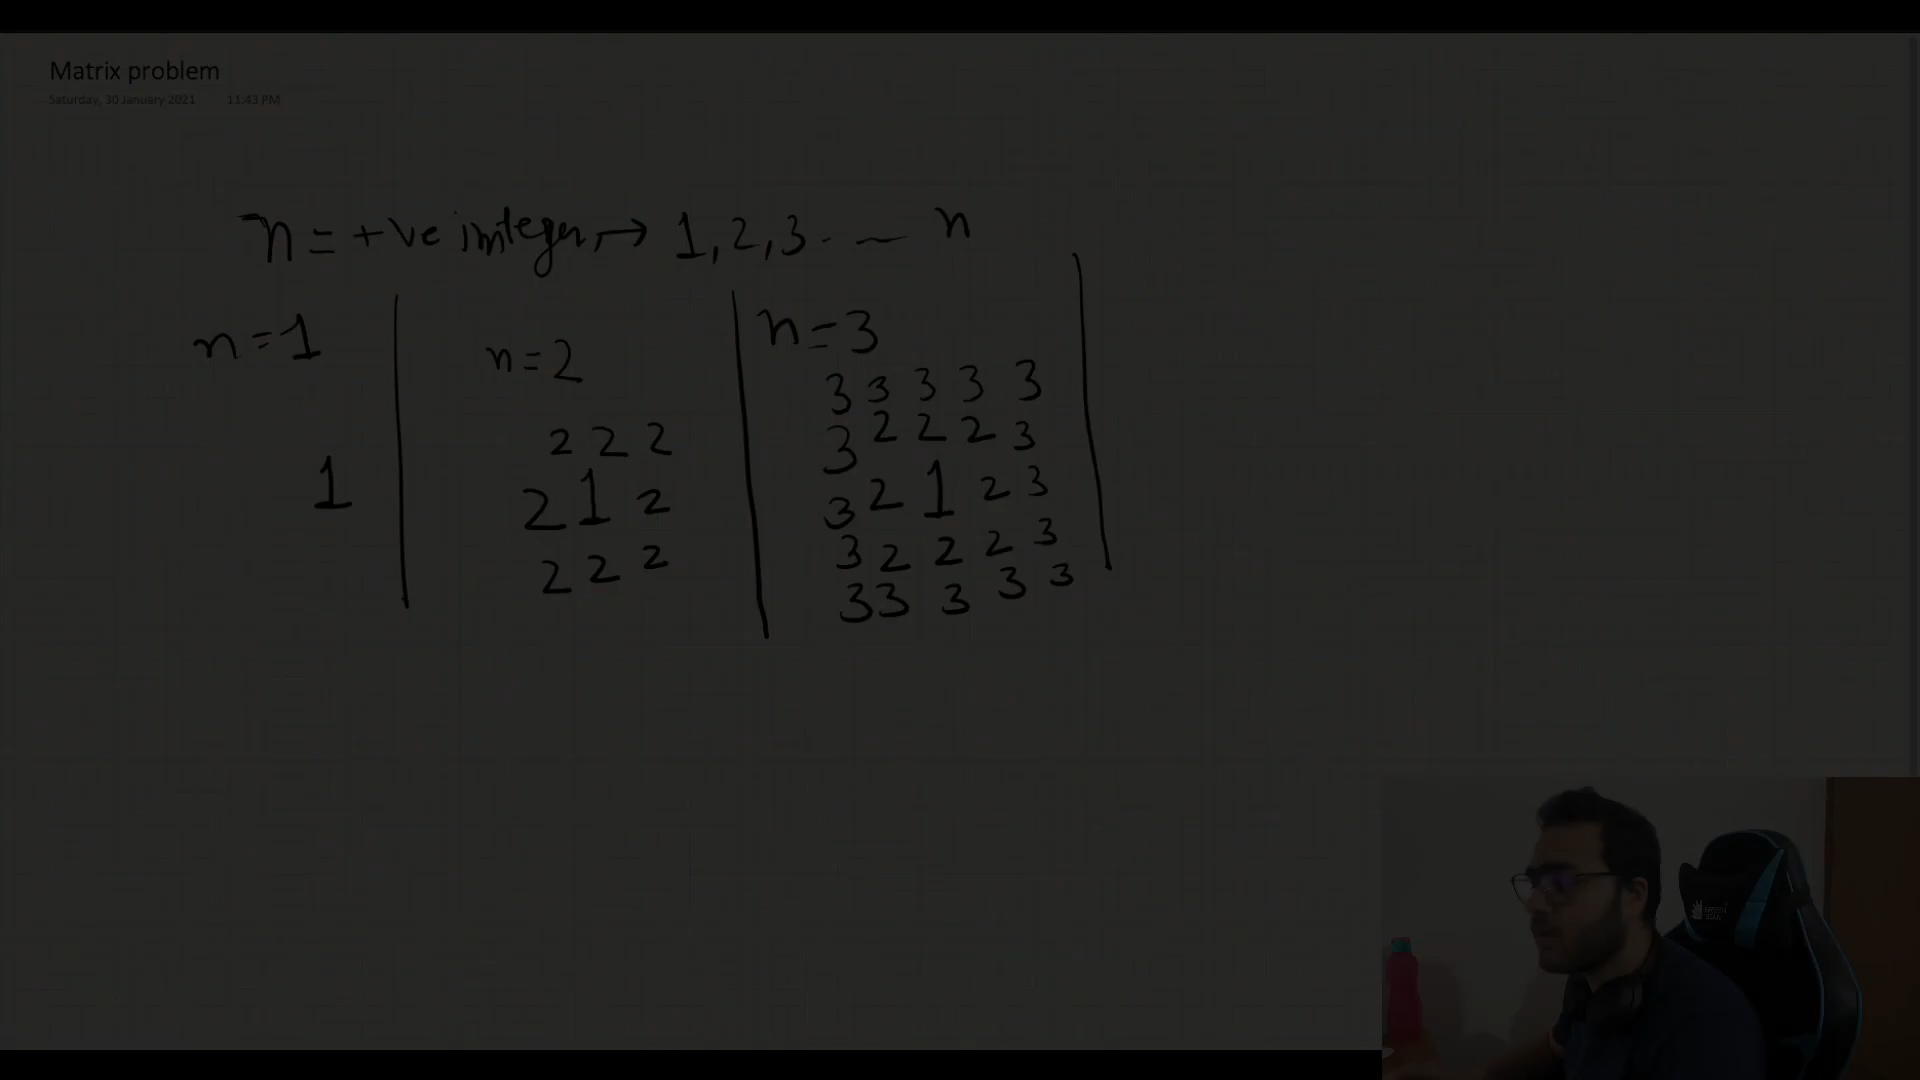 Matrix problem
Saturday, 30 January 2021 11:43 PM
n = +ve integer → 1, 2, 3 - — n
n = 1
1
n = 2
2 2 2
2 1 2
2 2 2
n = 3
3 3 3 3 3
3 2 2 2 3
3 2 1 2 3
3 2 2 2 3
3 3 3 3 3